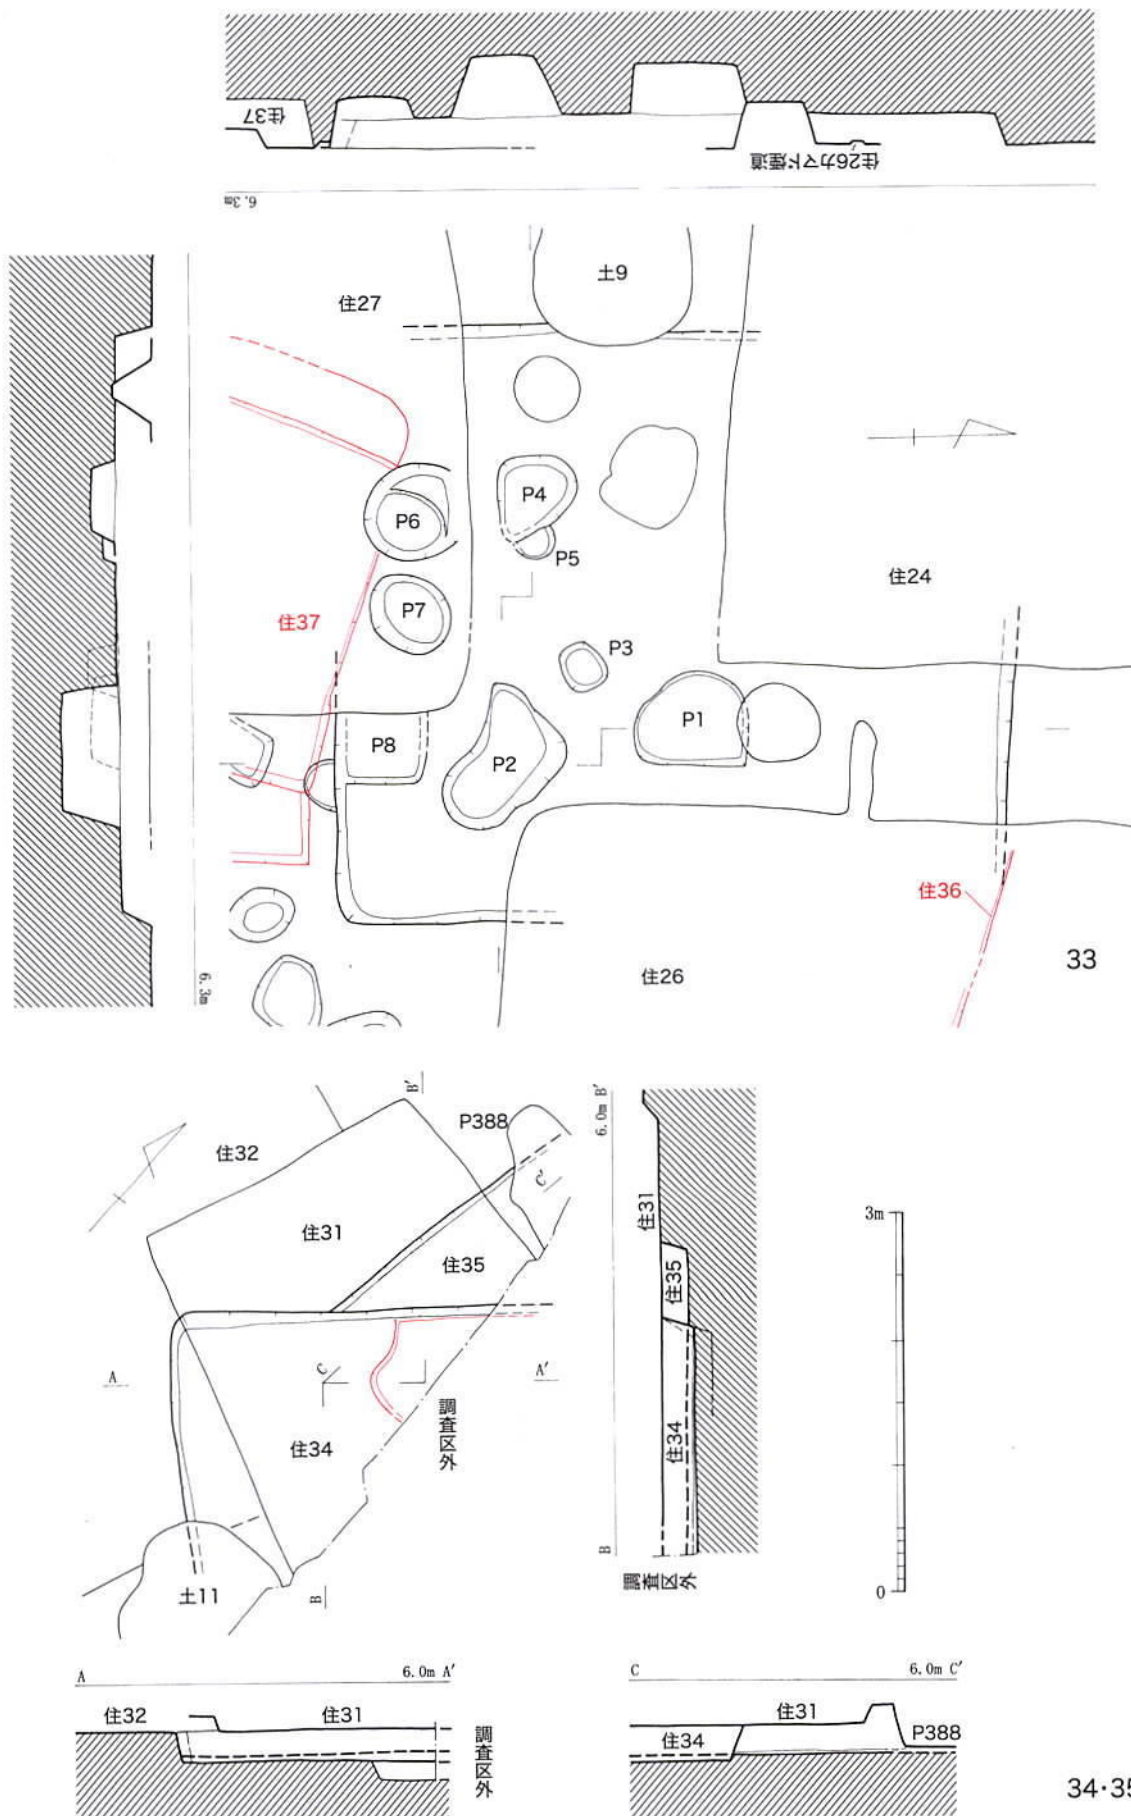 住37
住26カマド煙道
6.3m
土9
住27
P4
P6
P5
住24
P7
住37
P3
P1
P8
P2
住36
33
住26
6.3m
B′
P388
住32
C′
住31
住35
A
C
A′
住34
調査区外
土11
B
6.0m B′
住31
住35
住34
B
調査区外
3m
0
A
6.0m A′
住32
住31
調査区外
C
6.0m C′
住31
住34
P388
34·35